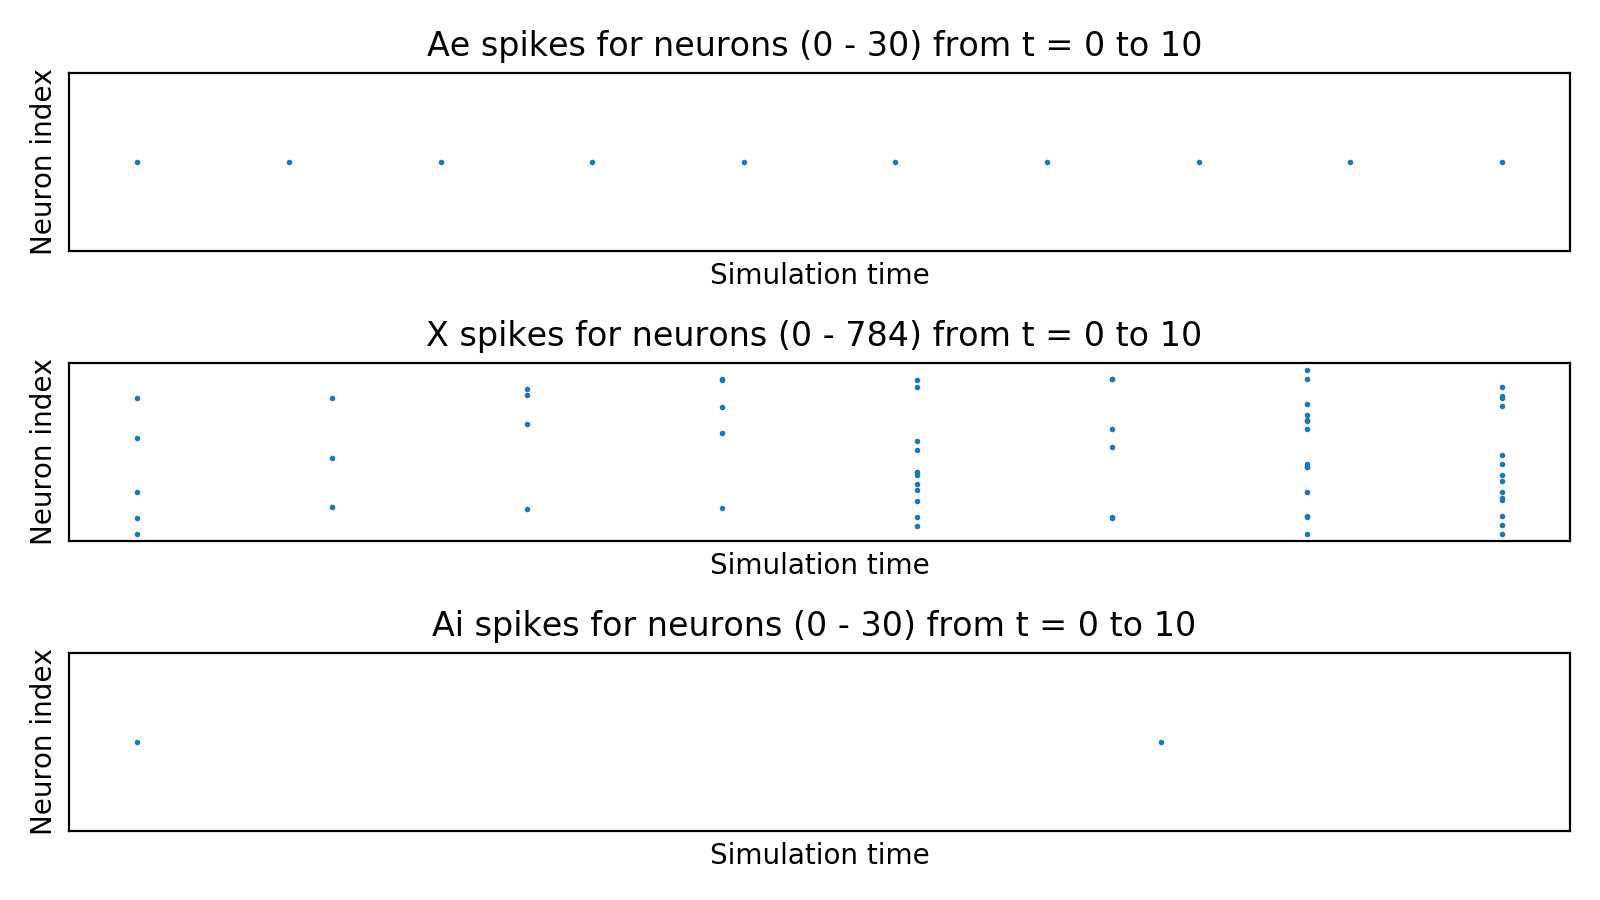 Ae spikes for neurons (0 - 30) from t = 0 to 10
Neuron index
Simulation time
X spikes for neurons (0 - 784) from t = 0 to 10
Neuron index
Simulation time
Ai spikes for neurons (0 - 30) from t = 0 to 10
Neuron index
Simulation time